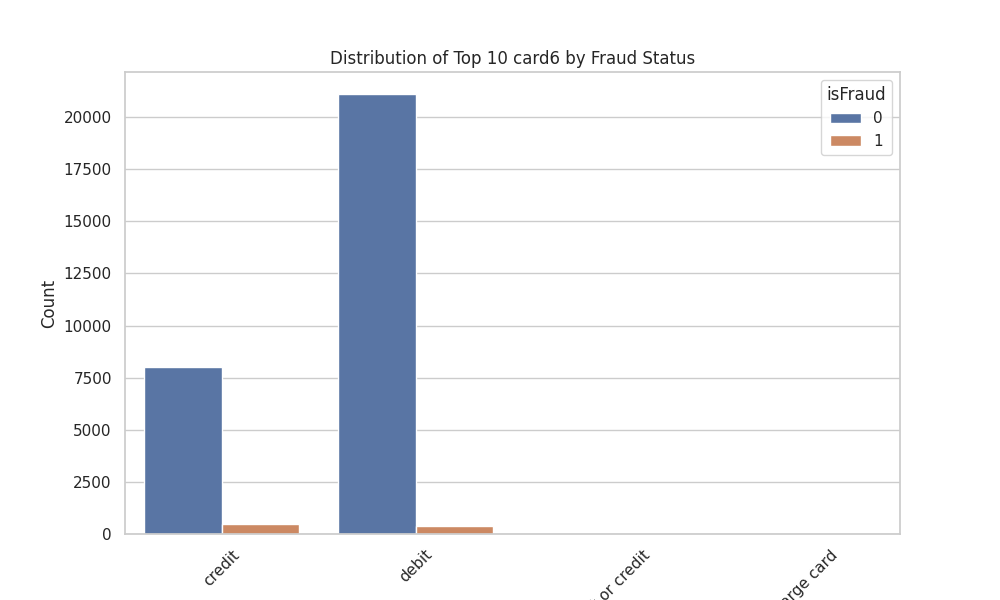 Distribution of Top 10 card6 by Fraud Status
isFraud
0
1
20000
17500
15000
12500
10000
7500
5000
2500
0
Count
credit
debit
or credit
card